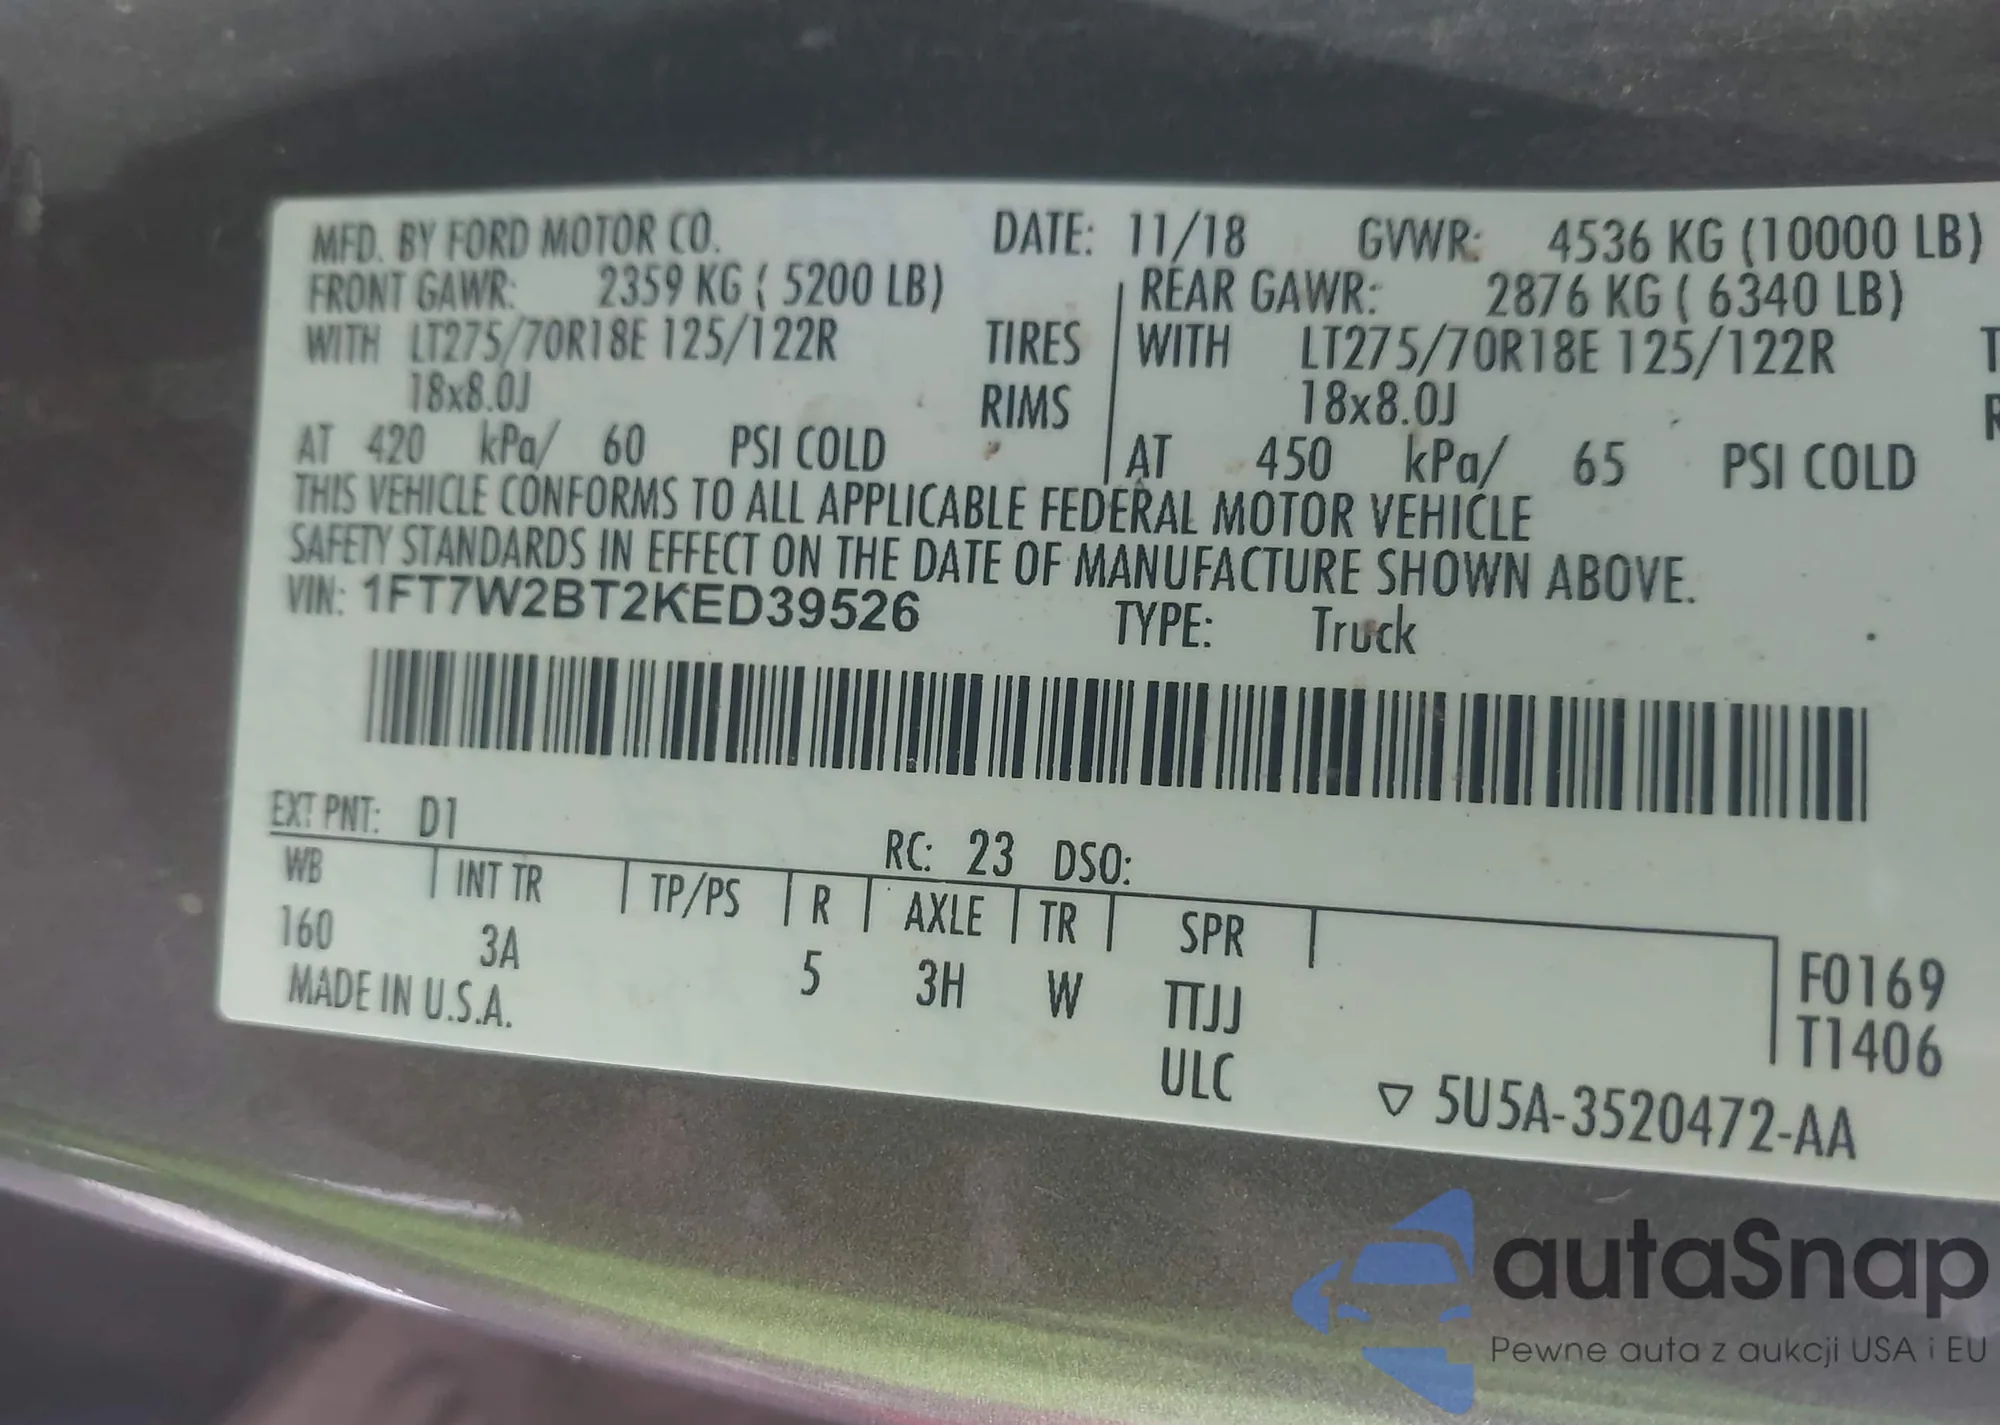 MFD. BY FORD MOTOR CO. DATE: 11/18 GVWR: 4536 KG (10000 LB)
FRONT GAWR: 2359 KG ( 5200 LB) REAR GAWR: 2876 KG ( 6340 LB)
WITH LT275/70R18E 125/122R TIRES WITH LT275/70R18E 125/122R T
18x8.0J RIMS 18x8.0J R
AT 420 kPa/ 60 PSI COLD AT 450 kPa/ 65 PSI COLD
THIS VEHICLE CONFORMS TO ALL APPLICABLE FEDERAL MOTOR VEHICLE
SAFETY STANDARDS IN EFFECT ON THE DATE OF MANUFACTURE SHOWN ABOVE.
VIN: 1FT7W2BT2KED39526 TYPE: Truck
EXT PNT: D1 RC: 23 DSO:
WB INT TR TP/PS R AXLE TR SPR
160 3A 5 3H W TTJJ F0169
MADE IN U.S.A. ULC T1406
5U5A-3520472-AA
autaSnap
Pewne auta z aukcji USA i EU